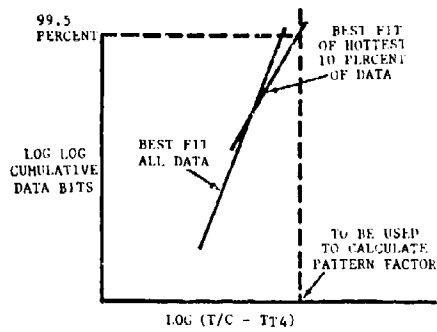 99.5
PERCENT
BEST FIT
OF HOTTEST
10 PERCENT
OF DATA
BEST FIT
ALL DATA
LOG LOG
CUMULATIVE
DATA BITS
TO BE USED
TO CALCULATE
PATTERN FACTOR
LOG (T/C - TT4)